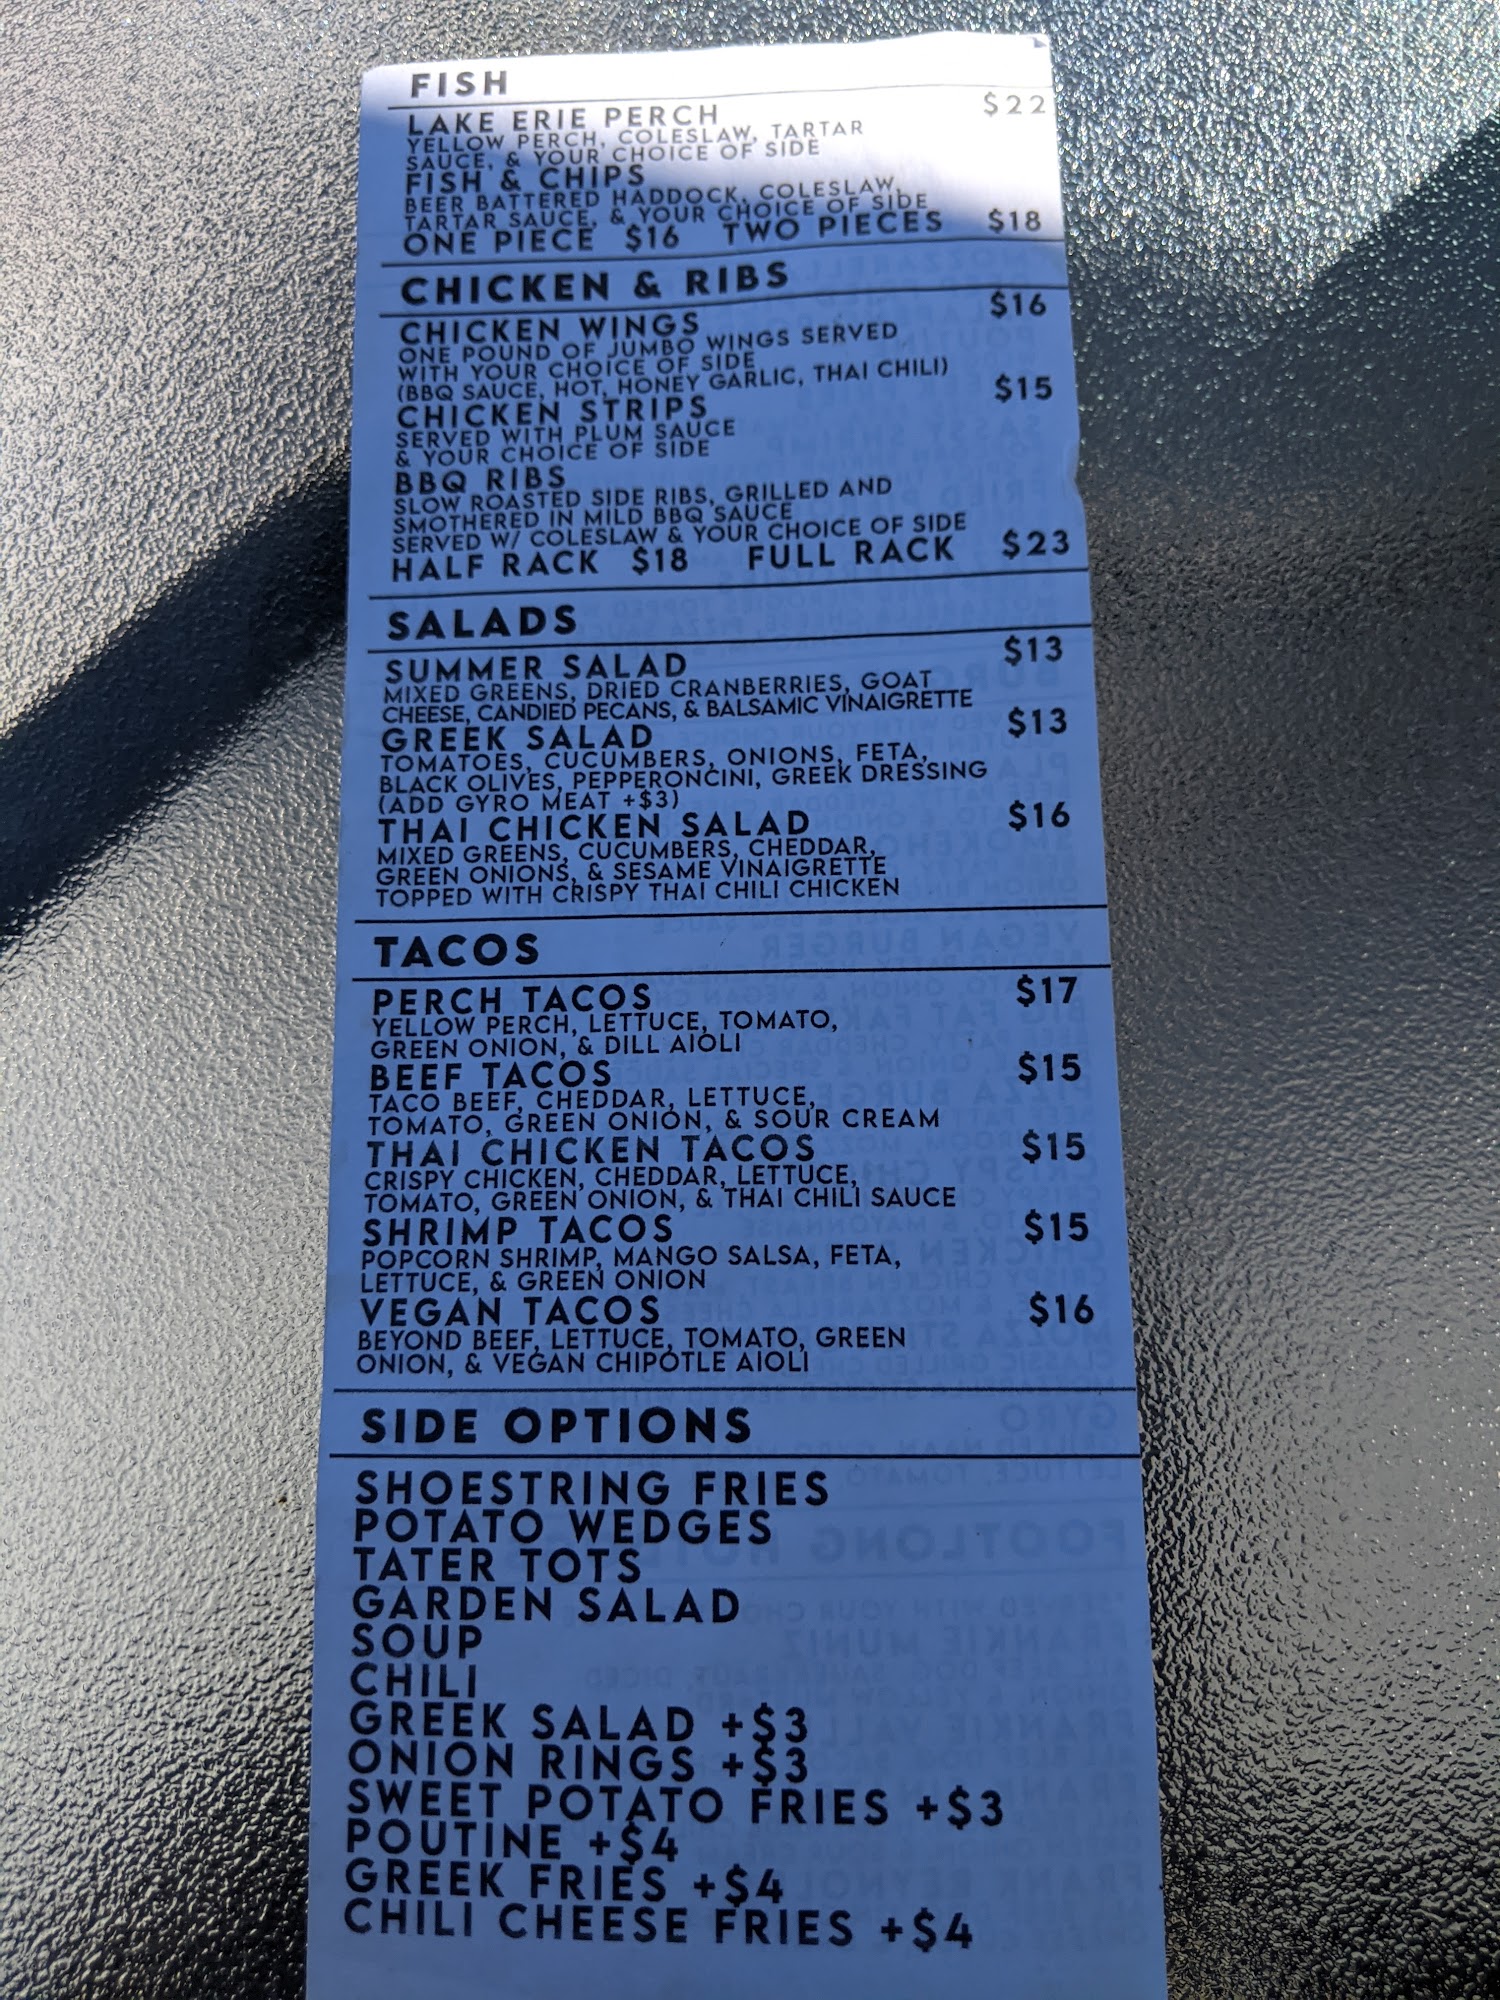 FISH
LAKE ERIE PERCH $22
YELLOW PERCH, COLESLAW, TARTAR
SAUCE, & YOUR CHOICE OF SIDE
FISH & CHIPS
BEER BATTERED HADDOCK, COLESLAW,
TARTAR SAUCE, & YOUR CHOICE OF SIDE
ONE PIECE $16 TWO PIECES $18
CHICKEN & RIBS
CHICKEN WINGS $16
ONE POUND OF JUMBO WINGS SERVED
WITH YOUR CHOICE OF SIDE
(BBQ SAUCE, HOT, HONEY GARLIC, THAI CHILI)
CHICKEN STRIPS $15
SERVED WITH PLUM SAUCE
& YOUR CHOICE OF SIDE
BBQ RIBS
SLOW ROASTED SIDE RIBS, GRILLED AND
SMOTHERED IN MILD BBQ SAUCE
SERVED W/ COLESLAW & YOUR CHOICE OF SIDE
HALF RACK $18 FULL RACK $23
SALADS
SUMMER SALAD $13
MIXED GREENS, DRIED CRANBERRIES, GOAT
CHEESE, CANDIED PECANS, & BALSAMIC VINAIGRETTE
GREEK SALAD $13
TOMATOES, CUCUMBERS, ONIONS, FETA,
BLACK OLIVES, PEPPERONCINI, GREEK DRESSING
(ADD GYRO MEAT +$3)
THAI CHICKEN SALAD $16
MIXED GREENS, CUCUMBERS, CHEDDAR,
GREEN ONIONS, & SESAME VINAIGRETTE
TOPPED WITH CRISPY THAI CHILI CHICKEN
TACOS
PERCH TACOS $17
YELLOW PERCH, LETTUCE, TOMATO,
GREEN ONION, & DILL AIOLI
BEEF TACOS $15
TACO BEEF, CHEDDAR, LETTUCE,
TOMATO, GREEN ONION, & SOUR CREAM
THAI CHICKEN TACOS $15
CRISPY CHICKEN, CHEDDAR, LETTUCE,
TOMATO, GREEN ONION, & THAI CHILI SAUCE
SHRIMP TACOS $15
POPCORN SHRIMP, MANGO SALSA, FETA,
LETTUCE, & GREEN ONION
VEGAN TACOS $16
BEYOND BEEF, LETTUCE, TOMATO, GREEN
ONION, & VEGAN CHIPOTLE AIOLI
SIDE OPTIONS
SHOESTRING FRIES
POTATO WEDGES
TATER TOTS
GARDEN SALAD
SOUP
CHILI
GREEK SALAD +$3
ONION RINGS +$3
SWEET POTATO FRIES +$3
POUTINE +$4
GREEK FRIES +$4
CHILI CHEESE FRIES +$4